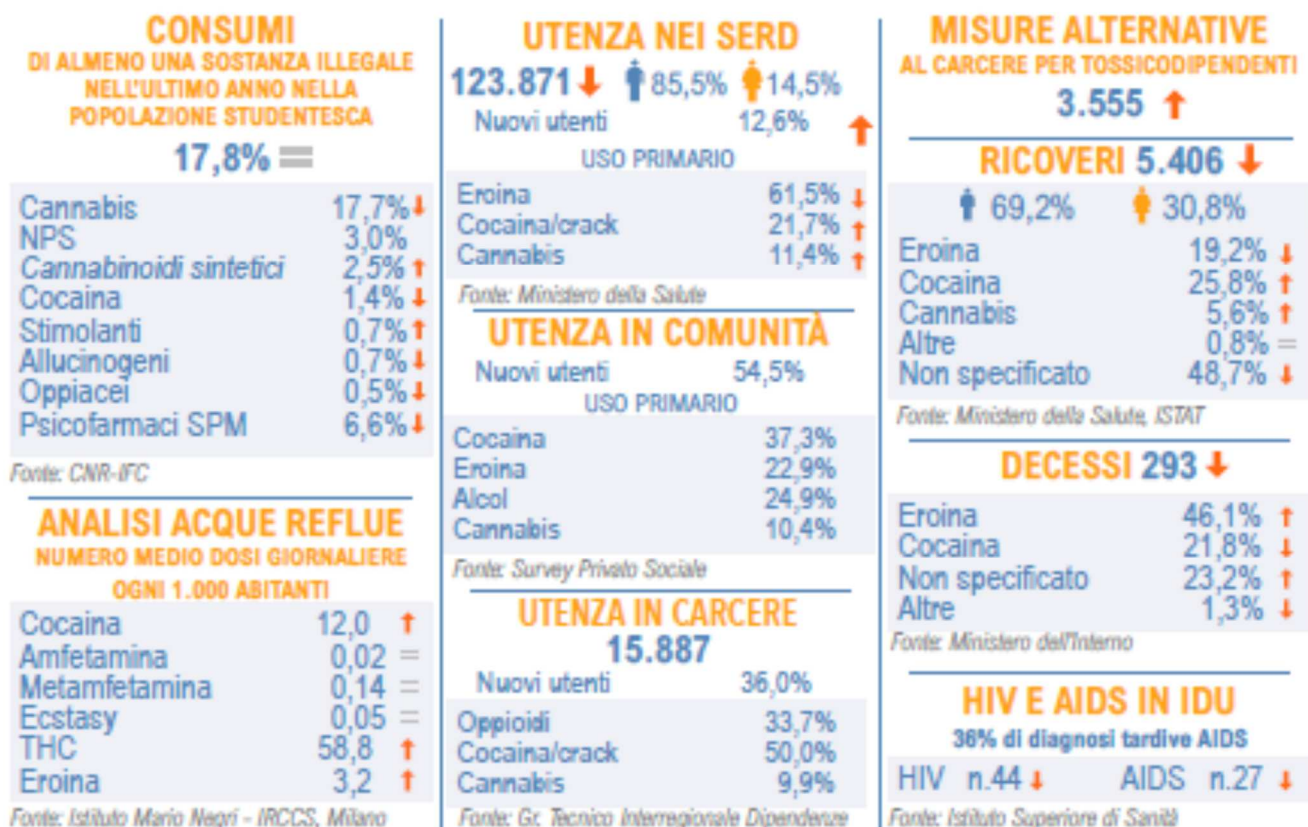 CONSUMI
DI ALMENO UNA SOSTANZA ILLEGALE
NELL'ULTIMO ANNO NELLA
POPOLAZIONE STUDENTESCA
17,8% =
Cannabis 17,7%⬇
NPS 3,0%
Cannabinoidi sintetici 2,5%⬆
Cocaina 1,4%⬇
Stimolanti 0,7%⬆
Allucinogeni 0,7%⬇
Oppiacei 0,5%⬇
Psicofarmaci SPM 6,6%⬇
Fonte: CNR-IFC
ANALISI ACQUE REFLUE
NUMERO MEDIO DOSI GIORNALIERE
OGNI 1.000 ABITANTI
Cocaina 12,0 ⬆
Amfetamina 0,02 =
Metamfetamina 0,14 =
Ecstasy 0,05 =
THC 58,8 ⬆
Eroina 3,2 ⬆
Fonte: Istituto Mario Negri - IRCCS, Milano
UTENZA NEI SERD
123.871⬇ 85,5% 14,5%
Nuovi utenti 12,6% ⬆
USO PRIMARIO
Eroina 61,5% ⬇
Cocaina/crack 21,7% ⬆
Cannabis 11,4% ⬆
Fonte: Ministero della Salute
UTENZA IN COMUNITÀ
Nuovi utenti 54,5%
USO PRIMARIO
Cocaina 37,3%
Eroina 22,9%
Alcol 24,9%
Cannabis 10,4%
Fonte: Survey Privato Sociale
UTENZA IN CARCERE
15.887
Nuovi utenti 36,0%
Oppioidi 33,7%
Cocaina/crack 50,0%
Cannabis 9,9%
Fonte: Gr. Tecnico Interregionale Dipendenze
MISURE ALTERNATIVE
AL CARCERE PER TOSSICODIPENDENTI
3.555 ⬆
RICOVERI 5.406 ⬇
69,2% 30,8%
Eroina 19,2% ⬇
Cocaina 25,8% ⬆
Cannabis 5,6% ⬆
Altre 0,8% =
Non specificato 48,7% ⬇
Fonte: Ministero della Salute, ISTAT
DECESSI 293 ⬇
Eroina 46,1% ⬆
Cocaina 21,8% ⬇
Non specificato 23,2% ⬆
Altre 1,3% ⬇
Fonte: Ministero dell'Interno
HIV E AIDS IN IDU
36% di diagnosi tardive AIDS
HIV n.44 ⬇ AIDS n.27 ⬇
Fonte: Istituto Superiore di Sanità